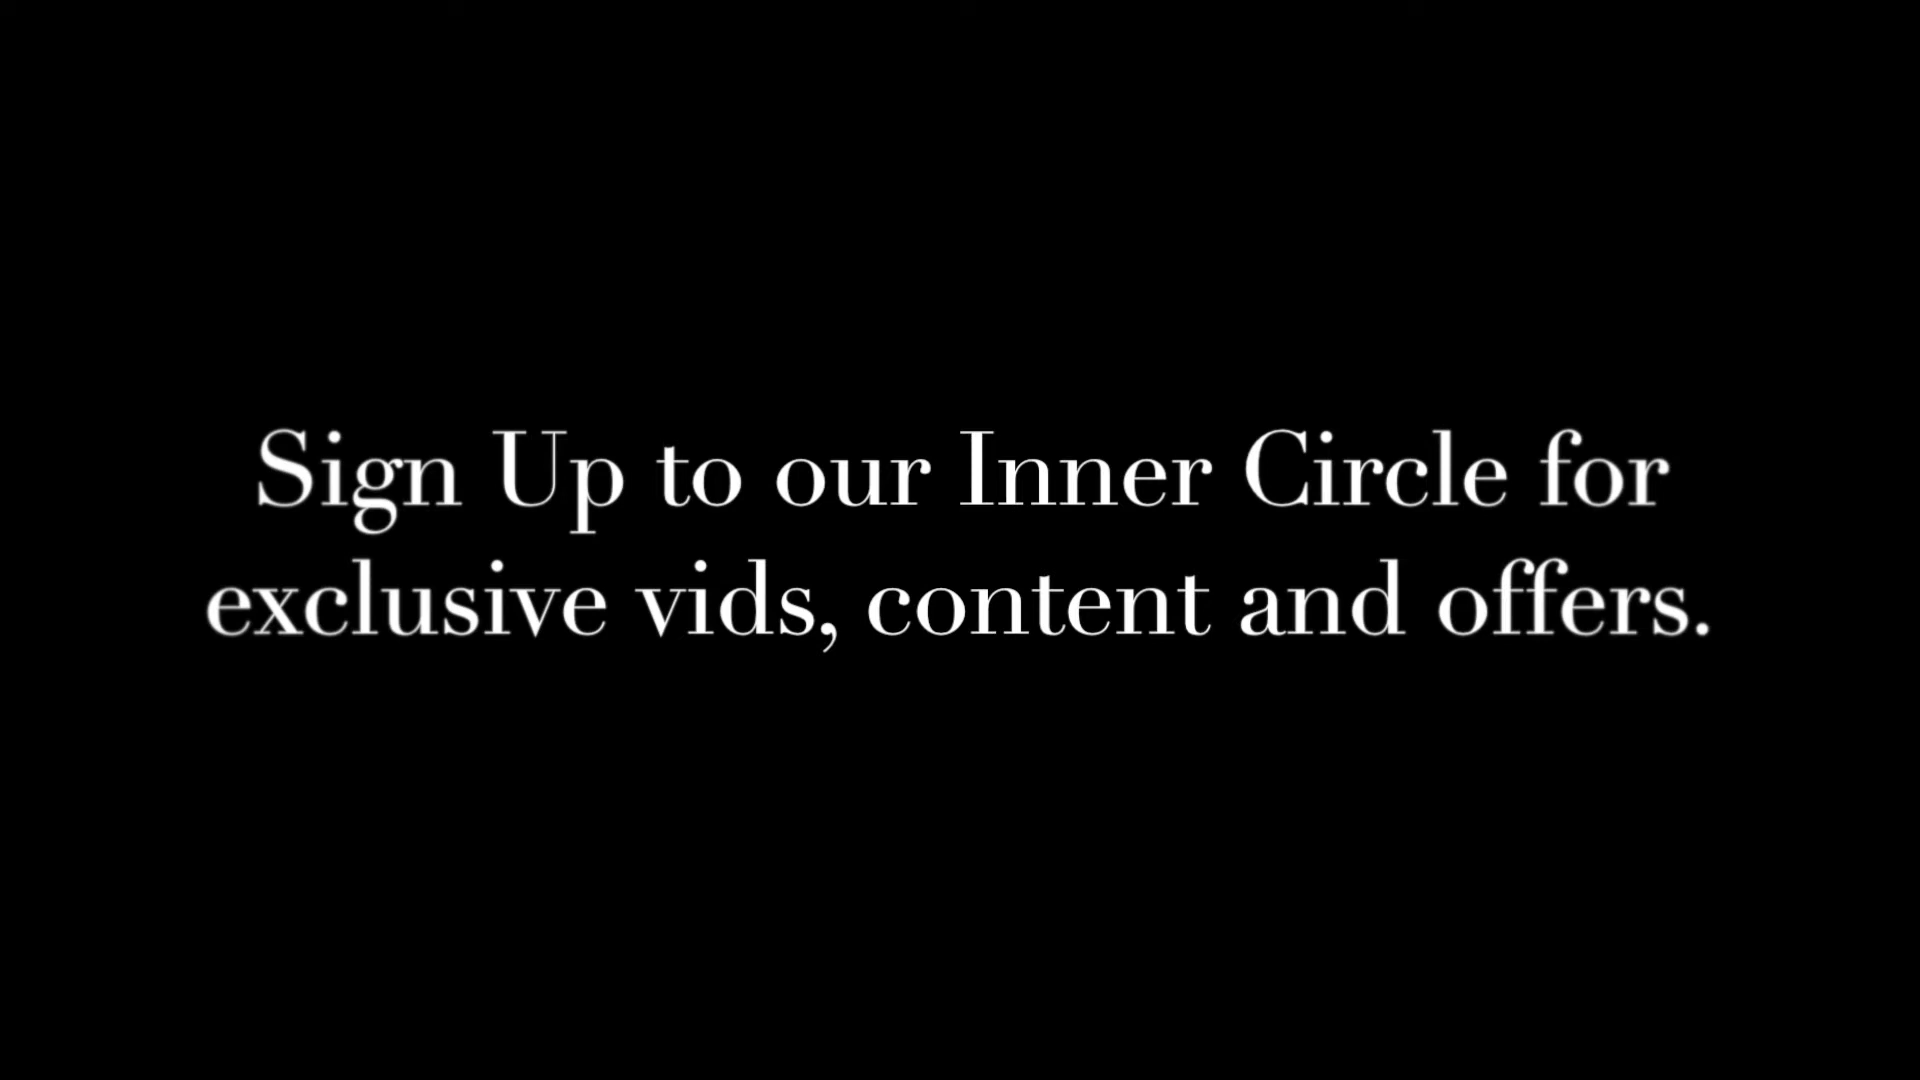 Sign Up to our Inner Circle for
exclusive vids, content and offers.